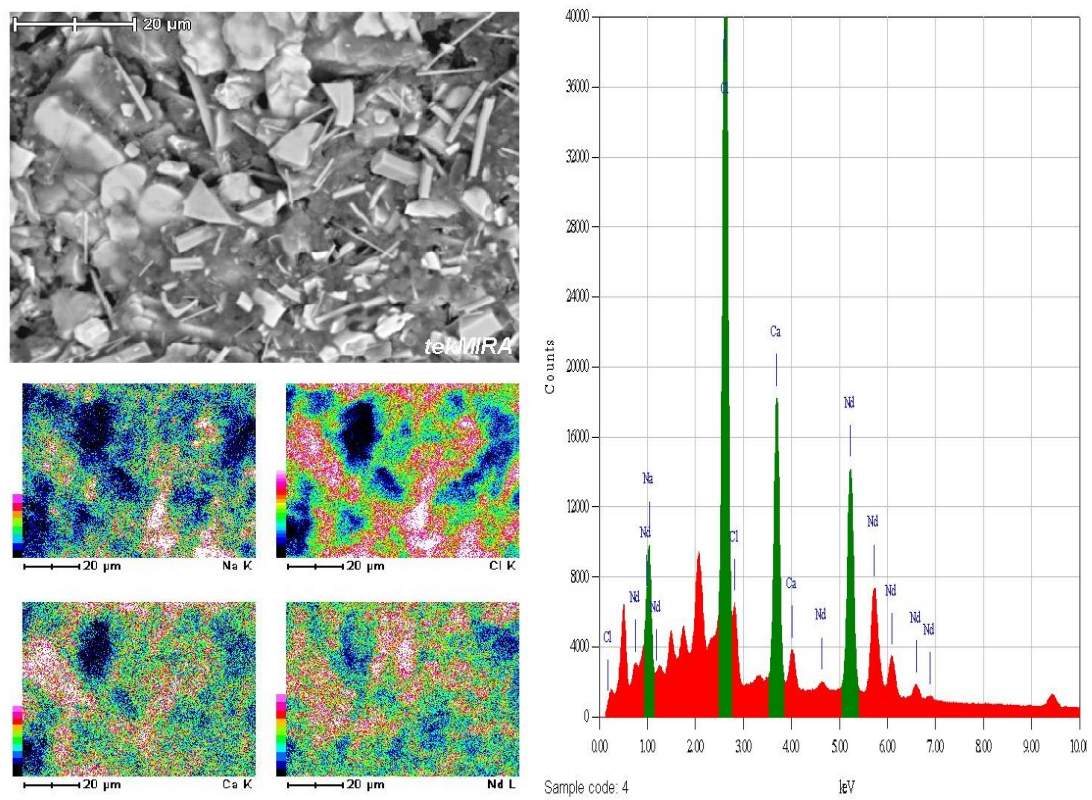 20 µm
tekMIRA
20 µm Na K
20 µm Cl K
20 µm Ca K
20 µm Nd L
Counts
40000
36000
32000
28000
24000
20000
16000
12000
8000
4000
0
Cl
Ca
Nd
Na
Nd
Cl
Nd
Ca
Nd
Nd
Nd
Nd
Nd
Nd
Cl
0.00 1.00 2.00 3.00 4.00 5.00 6.00 7.00 8.00 9.00 10.0
Sample code: 4
keV